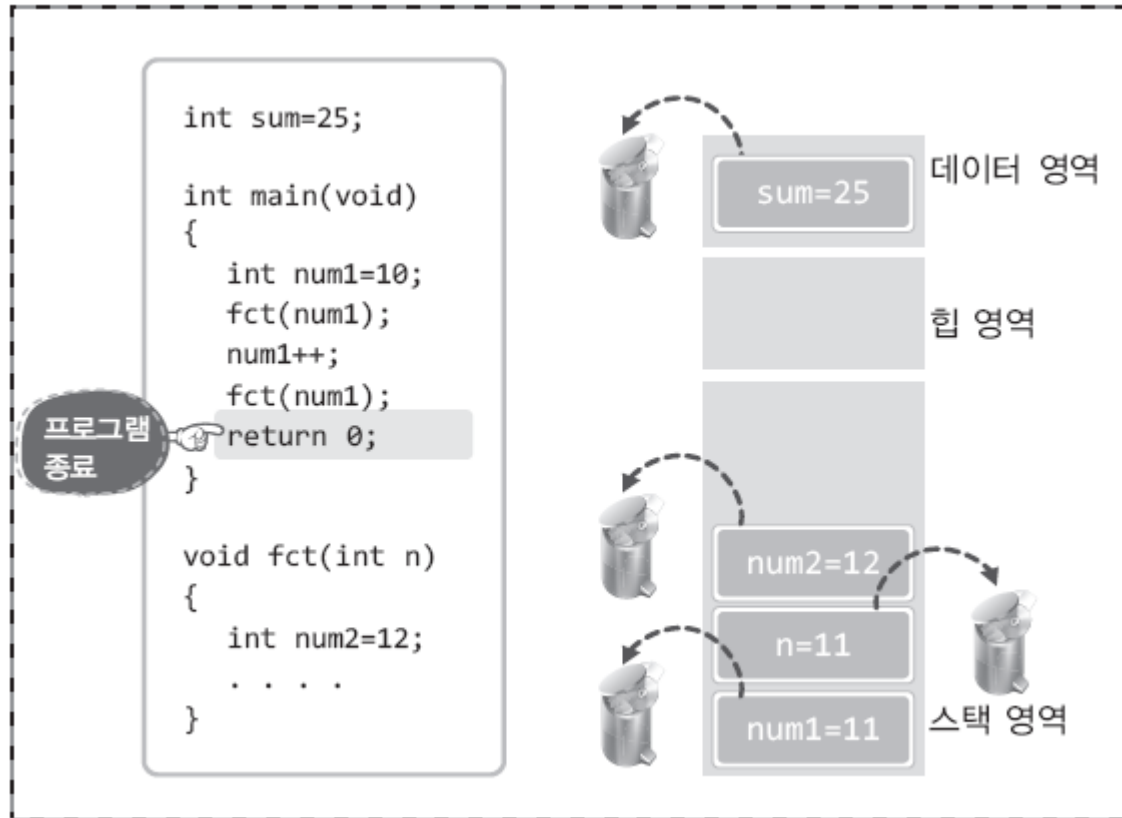 int sum=25;
int main(void)
{
int num1=10;
fct(num1);
num1++;
fct(num1);
return 0;
}
void fct(int n)
{
int num2=12;
. . . .
}
프로그램
종료
sum=25
데이터 영역
힙 영역
num2=12
n=11
num1=11
스택 영역